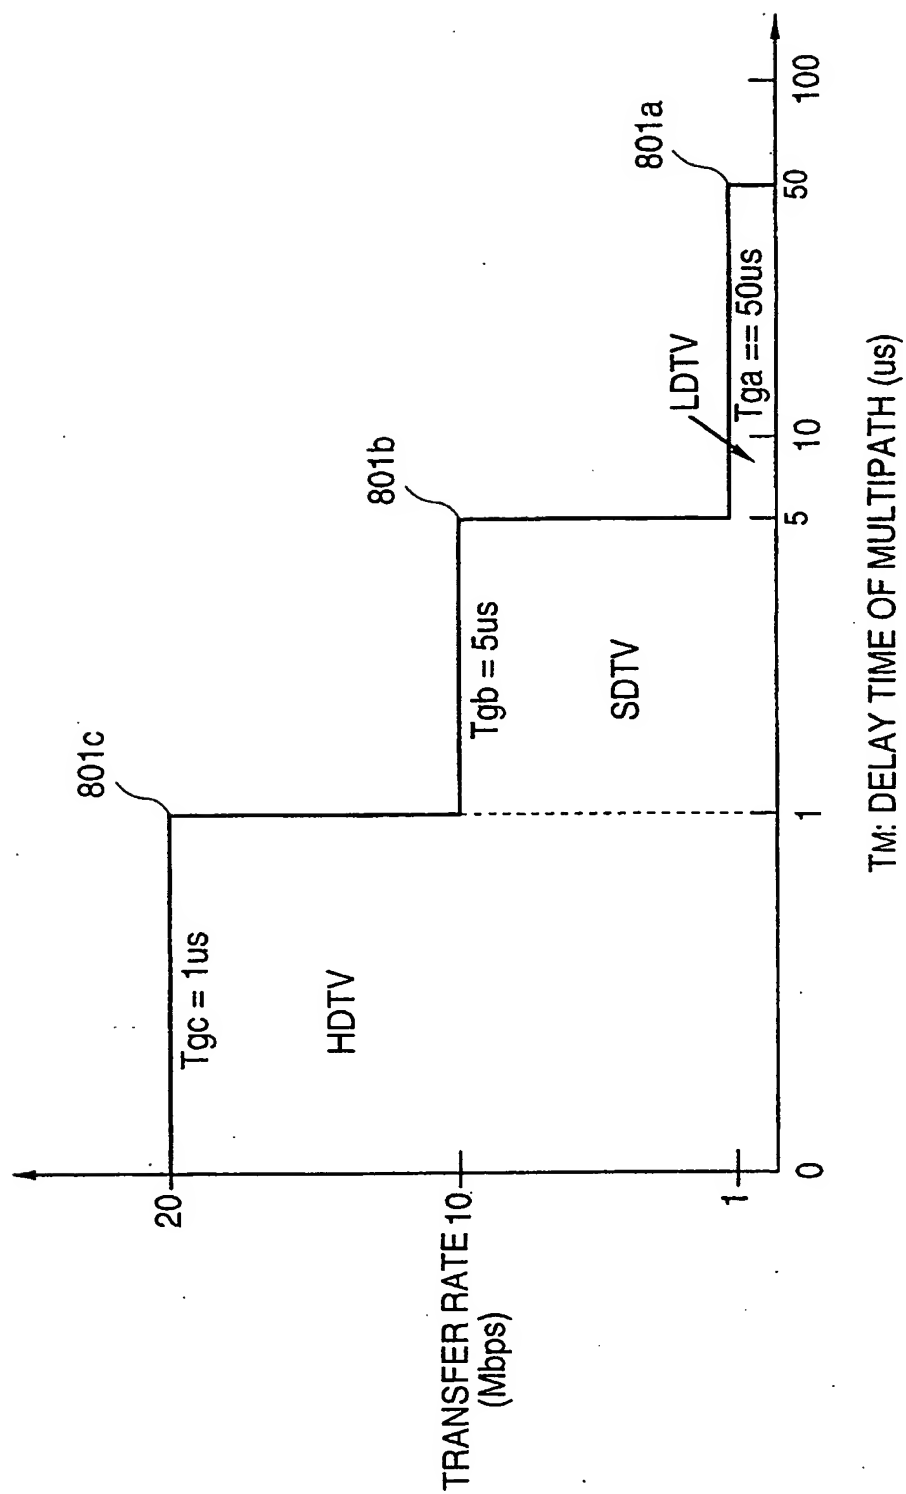 TRANSFER RATE
(Mbps)
20
10
1
801c
Tgc = 1us
HDTV
801b
Tgb = 5us
SDTV
801a
LDTV
Tga == 50us
0
1
5
10
50
100
TM: DELAY TIME OF MULTIPATH (us)